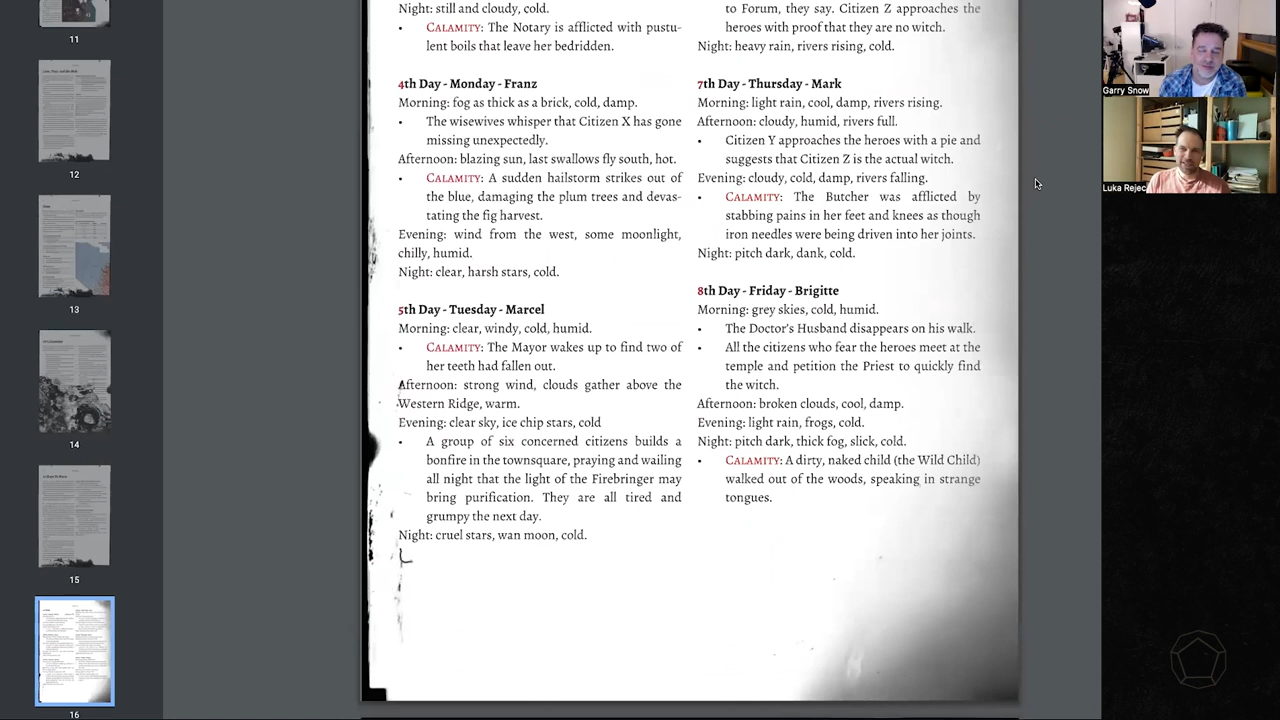 11
12
13
14
15
16
Night: still and cloudy, cold.
• CALAMITY: The Notary is afflicted with pustu-
lent boils that leave her bedridden.
4th Day - Monday - Franz
Morning: fog as thick as a brick, cold, damp.
• The wisewives whisper that Citizen X has gone
missing unexpectedly.
Afternoon: blazing sun, last swallows fly south, hot.
• CALAMITY: A sudden hailstorm strikes out of
the blue, damaging the plum trees and devas-
tating the fig harvest.
Evening: wind from the west, some moonlight,
chilly, humid.
Night: clear, harsh stars, cold.
5th Day - Tuesday - Marcel
Morning: clear, windy, cold, humid.
• CALAMITY: The Mayor wakes up to find two of
her teeth had fallen out.
Afternoon: strong wind, clouds gather above the
Western Ridge, warm.
Evening: clear sky, ice chip stars, cold
• A group of six concerned citizens builds a
bonfire in the townsquare, praying and wailing
all night that the light of the Firebringer may
bring purification. They are all tired and
grumpy the next day.
Night: cruel stars, wan moon, cold.
to Forum, they say. Citizen Z approaches the
heroes with proof that they are no witch.
Night: heavy rain, rivers rising, cold.
7th Day - Thursday - Mark
Morning: light rain, cool, damp, rivers rising.
Afternoon: cloudy, humid, rivers full.
• Citizen Y approaches the heroes with a pie and
suggests that Citizen Z is the actual witch.
Evening: cloudy, cold, damp, rivers falling.
• CALAMITY: The Butcher was afflicted by
stabbing pains in her feet and knees as though
iron needles were being driven into her joints.
Night: pitch dark, dank, cold.
8th Day - Friday - Brigitte
Morning: grey skies, cold, humid.
• The Doctor's Husband disappears on his walk.
• All the citizens who fear the heroes meet at the
temple and petition the Priest to quickly find
the witch.
Afternoon: broken clouds, cool, damp.
Evening: light rain, frogs, cold.
Night: pitch dark, thick fog, slick, cold.
• CALAMITY: A dirty, naked child (the Wild Child)
walked out of the woods, speaking in strange
tongues.
Garry Snow
Luka Rejec